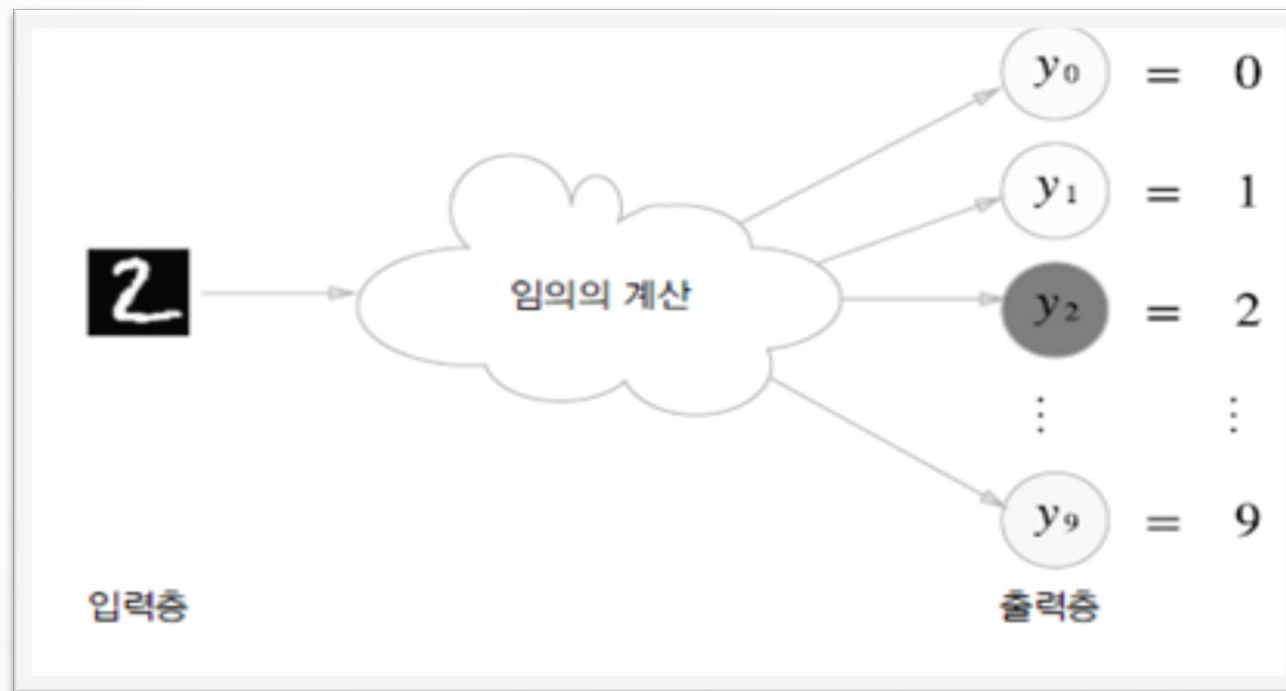 y₀ = 0
y₁ = 1
2
임의의 계산
y₂ = 2
⋮ ⋮
y₉ = 9
입력층 출력층